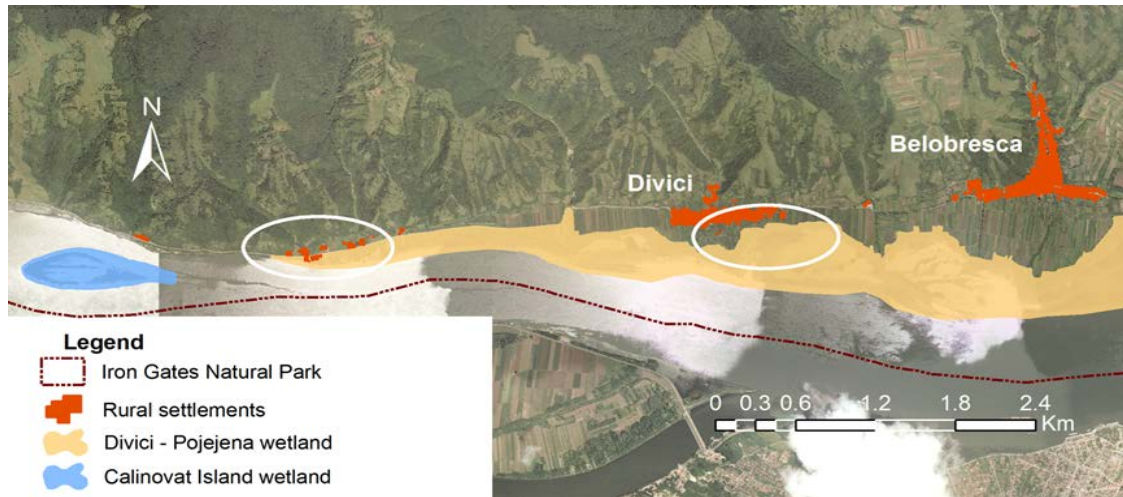 N
Belobresca
Divici
Legend
Iron Gates Natural Park
Rural settlements
Divici - Pojejena wetland
Calinovat Island wetland
0 0.3 0.6 1.2 1.8 2.4
Km